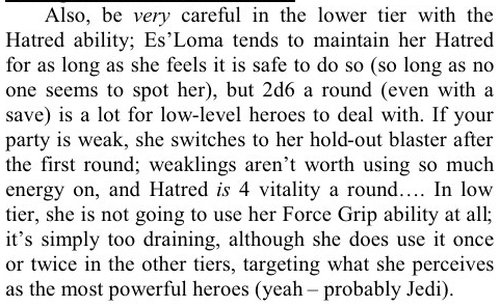 Also, be very careful in the lower tier with the
Hatred ability; Es’Loma tends to maintain her Hatred
for as long as she feels it is safe to do so (so long as no
one seems to spot her), but 2d6 a round (even with a
save) is a lot for low-level heroes to deal with. If your
party is weak, she switches to her hold-out blaster after
the first round; weaklings aren’t worth using so much
energy on, and Hatred is 4 vitality a round…. In low
tier, she is not going to use her Force Grip ability at all;
it’s simply too draining, although she does use it once
or twice in the other tiers, targeting what she perceives
as the most powerful heroes (yeah – probably Jedi).